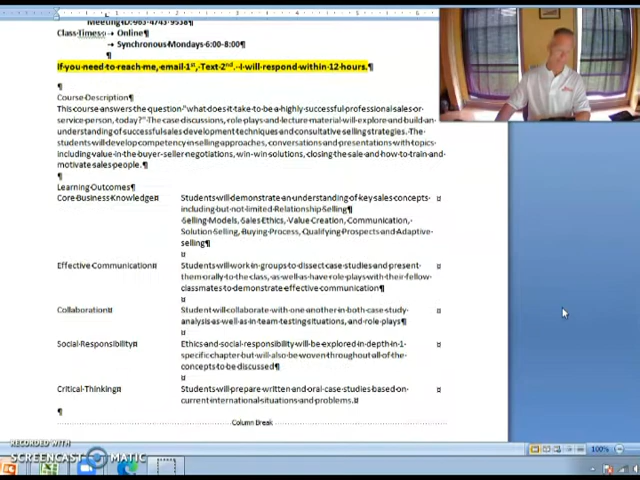 Meeting ID: 963-4743-9538
Class Times: → Online
→ Synchronous Mondays 6:00-8:00¶
¶
If you need to reach me, email 1st, Text 2nd. I will respond within 12 hours.¶
¶
Course Description¶
This course answers the question "what does it take to be a highly successful professional sales or
service person, today?" The case discussions, role plays and lecture material will explore and build an
understanding of successful sales development techniques and consultative selling strategies. The
students will develop competency in selling approaches, conversations and presentations with topics
including value in the buyer-seller negotiations, win-win solutions, closing the sale and how to train and
motivate sales people.¶
¶
Learning Outcomes¶
Core Business Knowledge¤ Students will demonstrate an understanding of key sales concepts ¤
including but not limited Relationship Selling¶
Selling Models, Sales Ethics, Value Creation, Communication,
Solution Selling, Buying Process, Qualifying Prospects and Adaptive
selling¶
¤
Effective Communication¤ Students will work in groups to dissect case studies and present ¤
them orally to the class, as well as have role plays with their fellow
classmates to demonstrate effective communication¶
¤
Collaboration¤ Student will collaborate with one another in both case study ¤
analysis as well as in team testing situations, and role plays¶
¤
Social Responsibility¤ Ethics and social responsibility will be explored in depth in 1 ¤
specific chapter but will also be woven throughout all of the
concepts to be discussed¶
¤
Critical Thinking¤ Students will prepare written and oral case studies based on ¤
current international situations and problems.¤
¶
Column Break
RECORDED WITH
SCREENCAST MATIC
100%